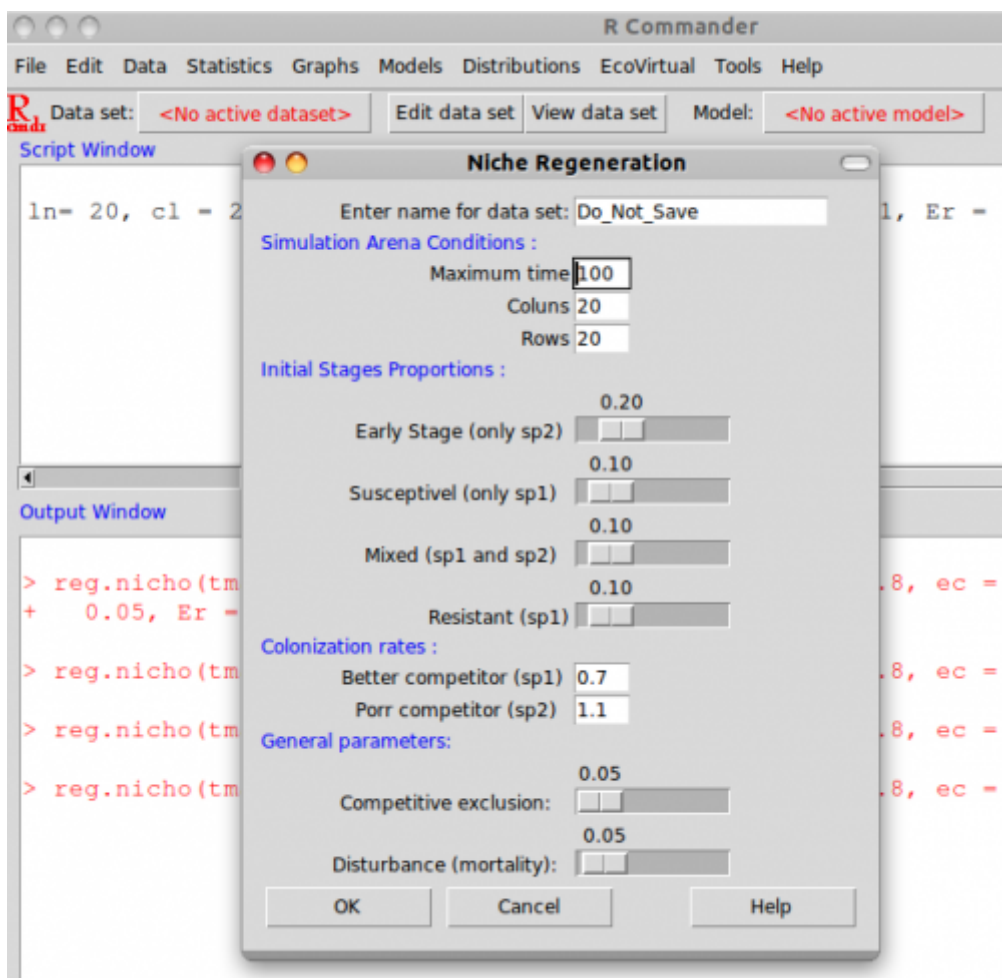 R Commander
File Edit Data Statistics Graphs Models Distributions EcoVirtual Tools Help
R cmdr Data set: <No active dataset> Edit data set View data set Model: <No active model>
Script Window
Niche Regeneration
ln= 20, cl = 2
1, Er =
Enter name for data set: Do_Not_Save
Simulation Arena Conditions :
Maximum time 100
Coluns 20
Rows 20
Initial Stages Proportions :
0.20
Early Stage (only sp2)
0.10
Susceptivel (only sp1)
0.10
Mixed (sp1 and sp2)
0.10
Resistant (sp1)
Colonization rates :
Better competitor (sp1) 0.7
Porr competitor (sp2) 1.1
General parameters:
0.05
Competitive exclusion:
0.05
Disturbance (mortality):
OK Cancel Help
Output Window
> reg.nicho(tm .8, ec =
+ 0.05, Er =
> reg.nicho(tm .8, ec =
> reg.nicho(tm .8, ec =
> reg.nicho(tm .8, ec =